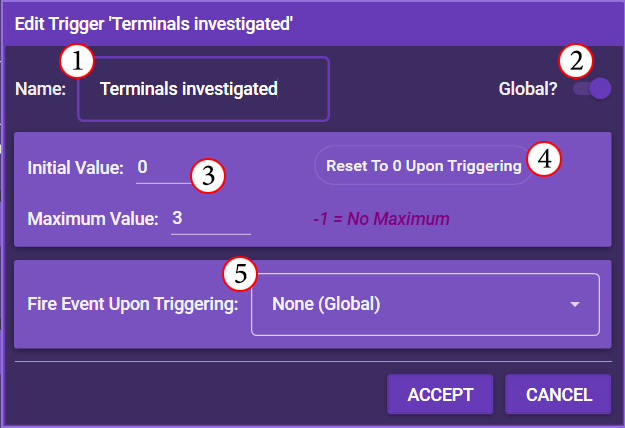 Edit Trigger 'Terminals investigated'
1 2
Name: Terminals investigated Global?
Initial Value: 0 3 Reset To 0 Upon Triggering 4
Maximum Value: 3 -1 = No Maximum
5
Fire Event Upon Triggering: None (Global)
ACCEPT CANCEL